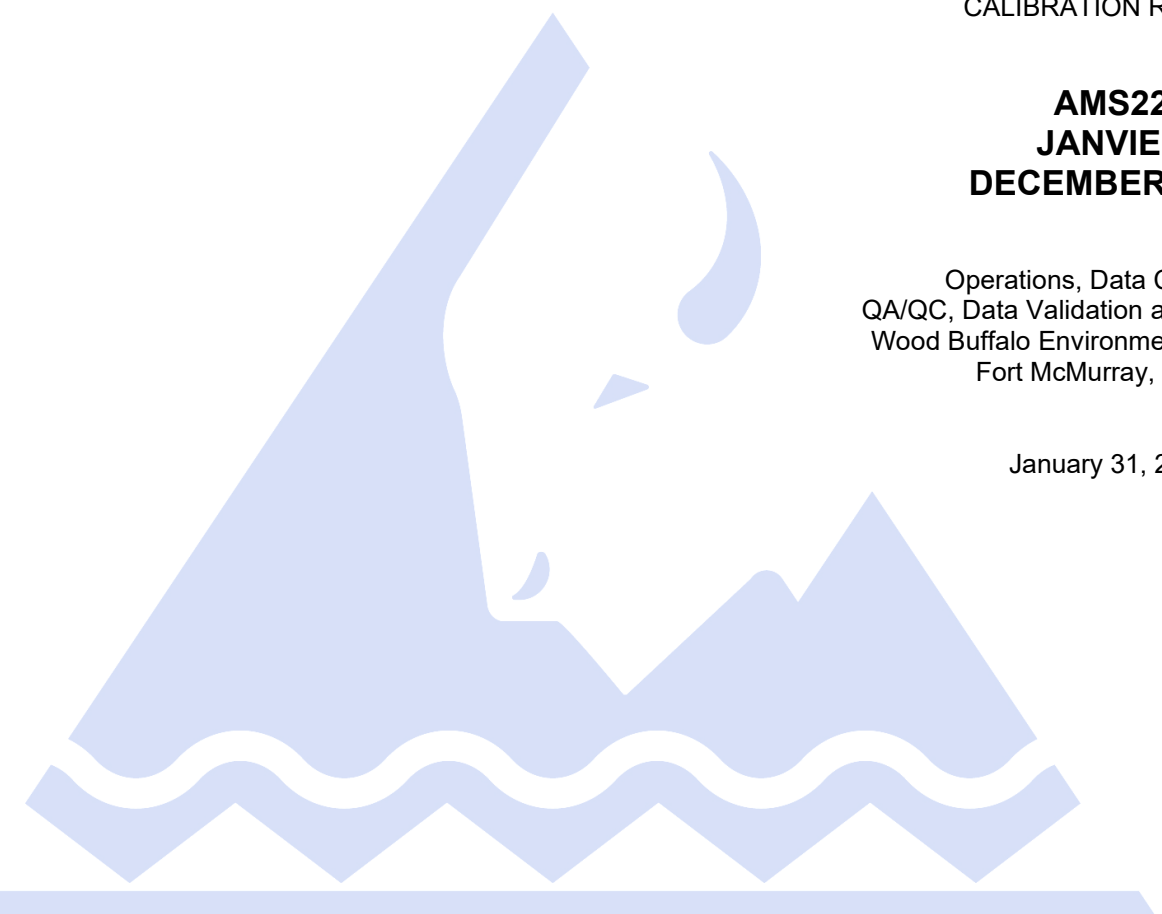 CALIBRATION R
AMS22
JANVIE
DECEMBER
Operations, Data
QA/QC, Data Validation a
Wood Buffalo Environme
Fort McMurray,
January 31, 2